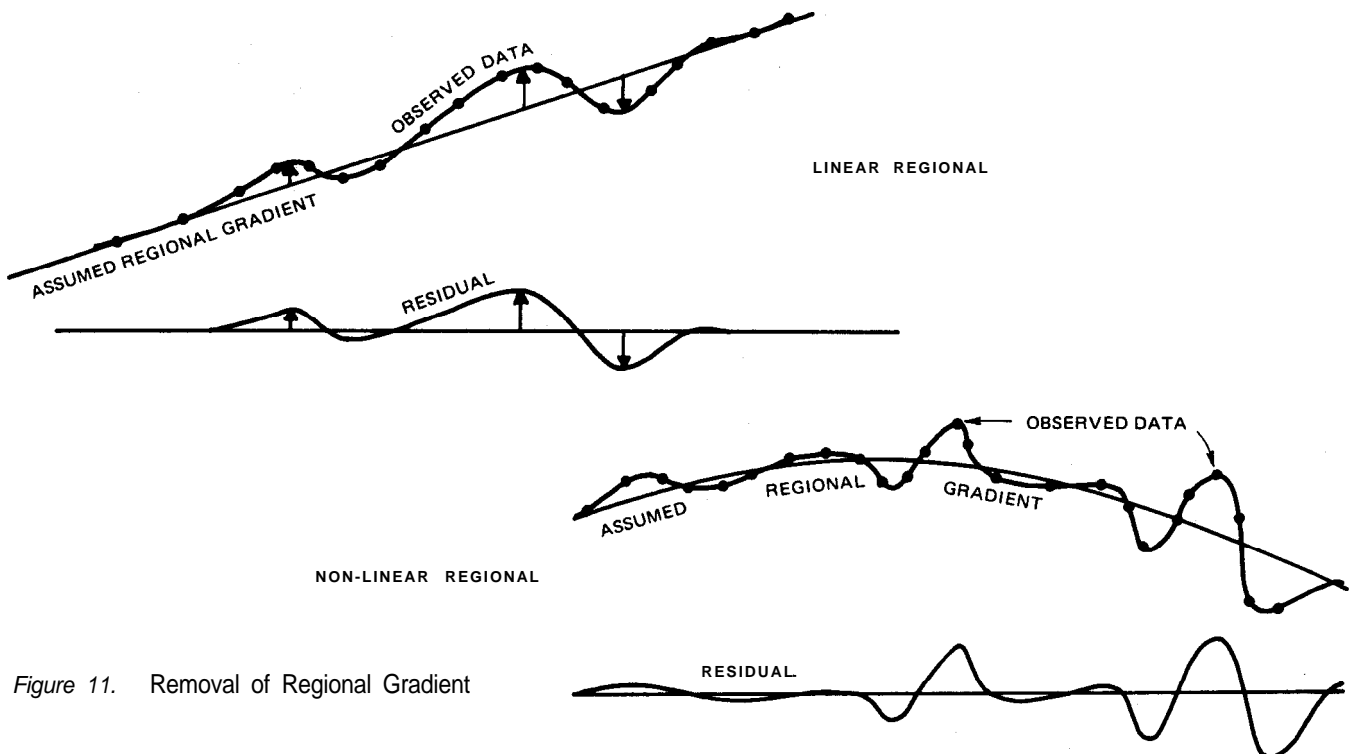 OBSERVED DATA
LINEAR REGIONAL
ASSUMED REGIONAL GRADIENT
RESIDUAL
OBSERVED DATA
ASSUMED REGIONAL GRADIENT
NON-LINEAR REGIONAL
RESIDUAL.
Figure 11. Removal of Regional Gradient